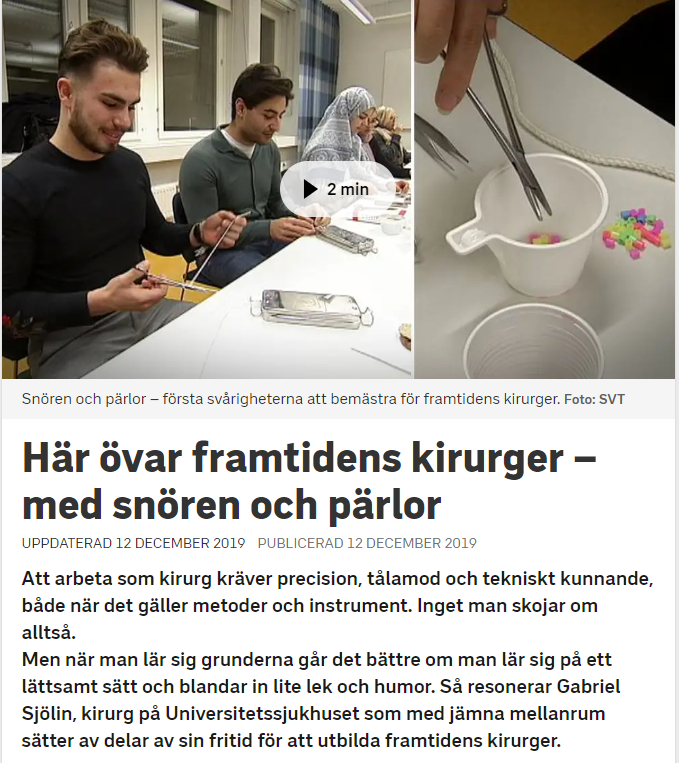 2 min
Snören och pärlor – första svårigheterna att bemästra för framtidens kirurger. Foto: SVT
Här övar framtidens kirurger –
med snören och pärlor
UPPDATERAD 12 DECEMBER 2019 PUBLICERAD 12 DECEMBER 2019
Att arbeta som kirurg kräver precision, tålamod och tekniskt kunnande,
både när det gäller metoder och instrument. Inget man skojar om
alltså.
Men när man lär sig grunderna går det bättre om man lär sig på ett
lättsamt sätt och blandar in lite lek och humor. Så resonerar Gabriel
Sjölin, kirurg på Universitetssjukhuset som med jämna mellanrum
sätter av delar av sin fritid för att utbilda framtidens kirurger.